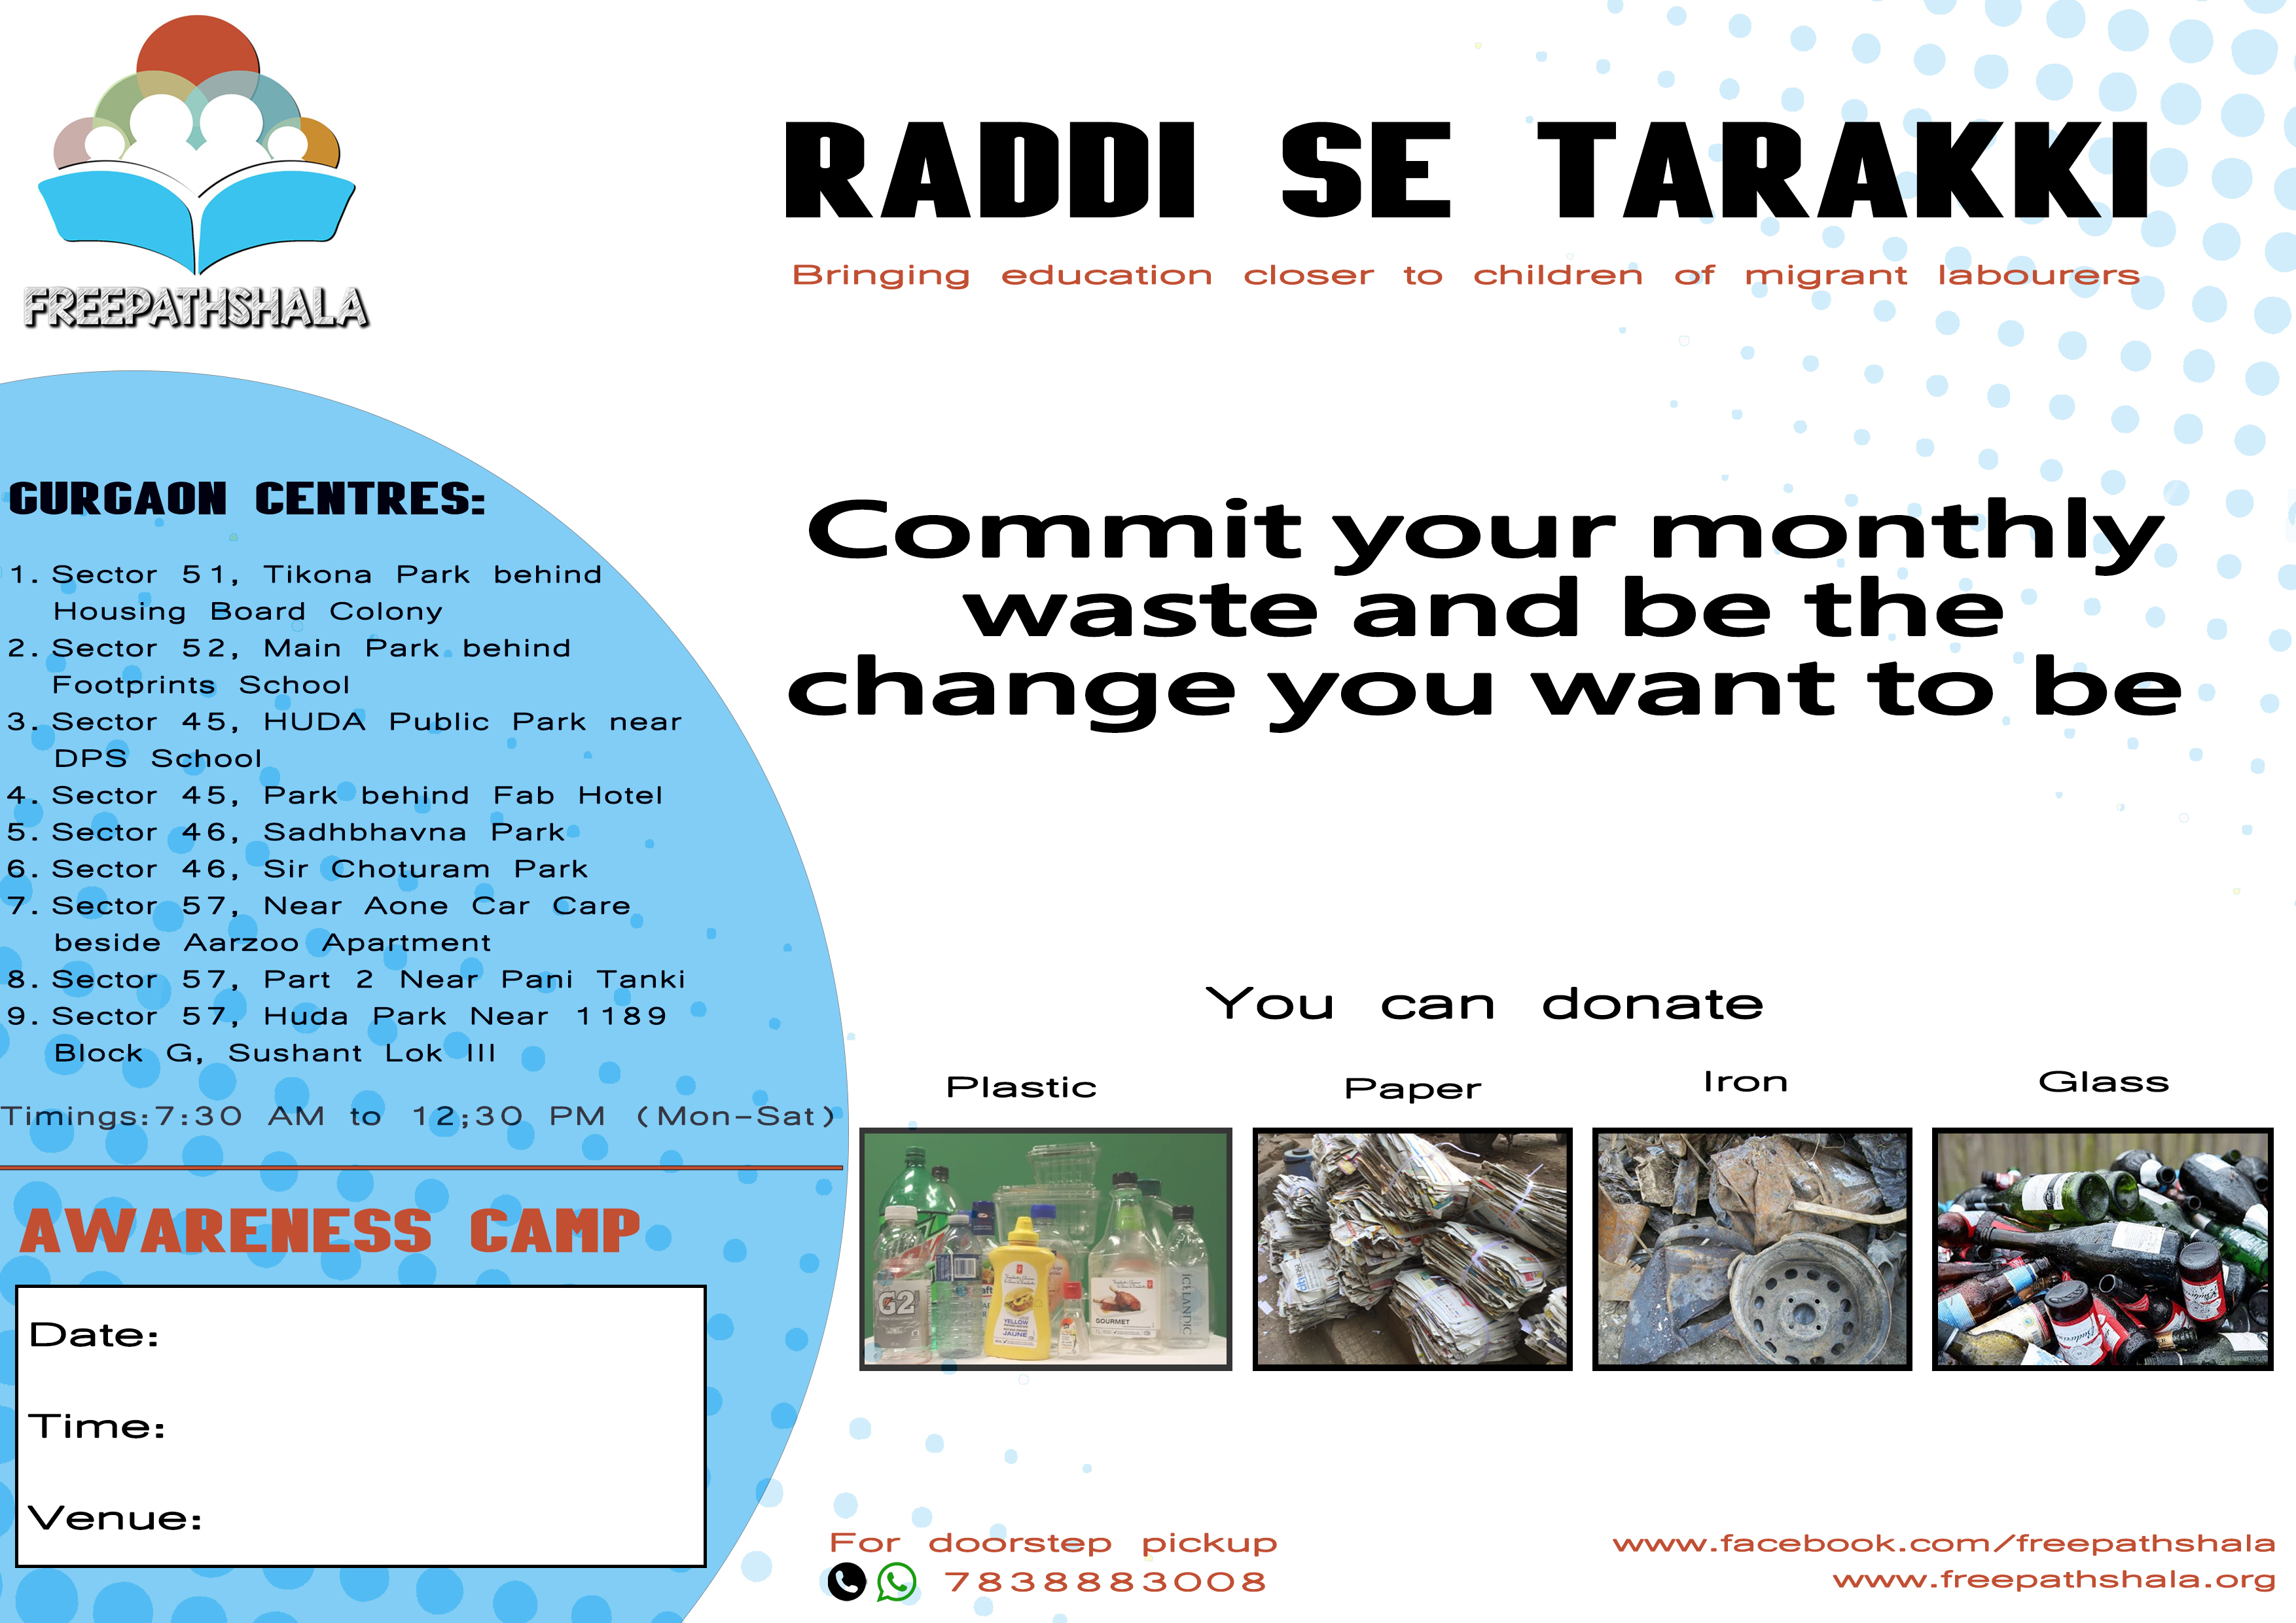 FREEPATHSHALA
RADDI SE TARAKKI
Bringing education closer to children of migrant labourers
GURGAON CENTRES:
1. Sector 51, Tikona Park behind
Housing Board Colony
2. Sector 52, Main Park behind
Footprints School
3. Sector 45, HUDA Public Park near
DPS School
4. Sector 45, Park behind Fab Hotel
5. Sector 46, Sadhbhavna Park
6. Sector 46, Sir Choturam Park
7. Sector 57, Near Aone Car Care
beside Aarzoo Apartment
8. Sector 57, Part 2 Near Pani Tanki
9. Sector 57, Huda Park Near 1189
Block G, Sushant Lok III
Timings:7:30 AM to 12;30 PM (Mon-Sat)
AWARENESS CAMP
Date:
Time:
Venue:
Commit your monthly
waste and be the
change you want to be
You can donate
Plastic Paper Iron Glass
G2
YELLOW
JAUNE
GOURMET
ICELANDIC
Budweiser
For doorstep pickup
7838883008
www.facebook.com/freepathshala
www.freepathshala.org